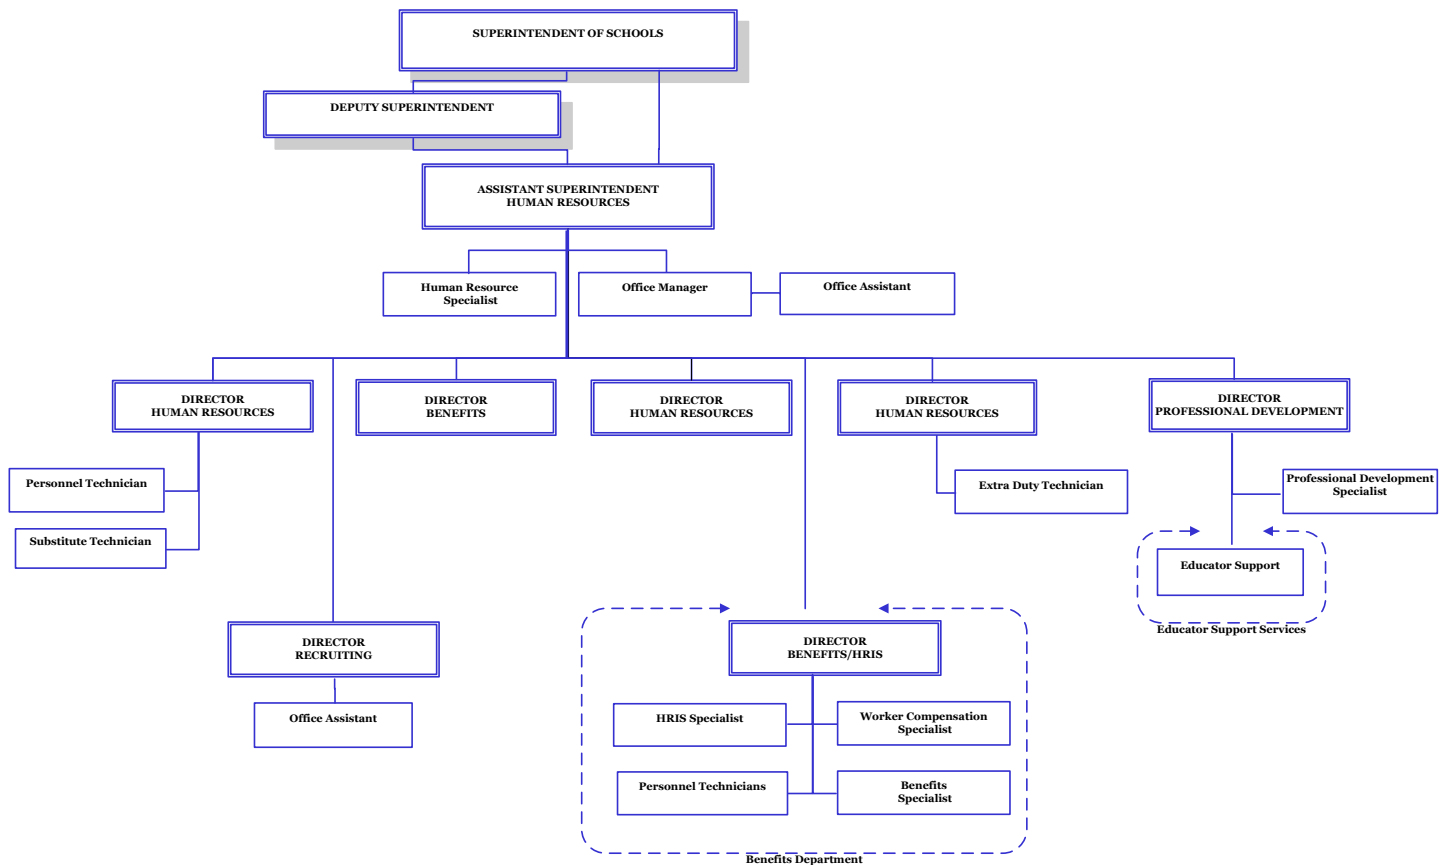 SUPERINTENDENT OF SCHOOLS
DEPUTY SUPERINTENDENT
ASSISTANT SUPERINTENDENT
HUMAN RESOURCES
Human Resource
Specialist
Office Manager
Office Assistant
DIRECTOR
HUMAN RESOURCES
DIRECTOR
BENEFITS
DIRECTOR
HUMAN RESOURCES
DIRECTOR
HUMAN RESOURCES
DIRECTOR
PROFESSIONAL DEVELOPMENT
Personnel Technician
Substitute Technician
Extra Duty Technician
Professional Development
Specialist
Educator Support
Educator Support Services
DIRECTOR
RECRUITING
Office Assistant
DIRECTOR
BENEFITS/HRIS
HRIS Specialist
Worker Compensation
Specialist
Personnel Technicians
Benefits
Specialist
Benefits Department